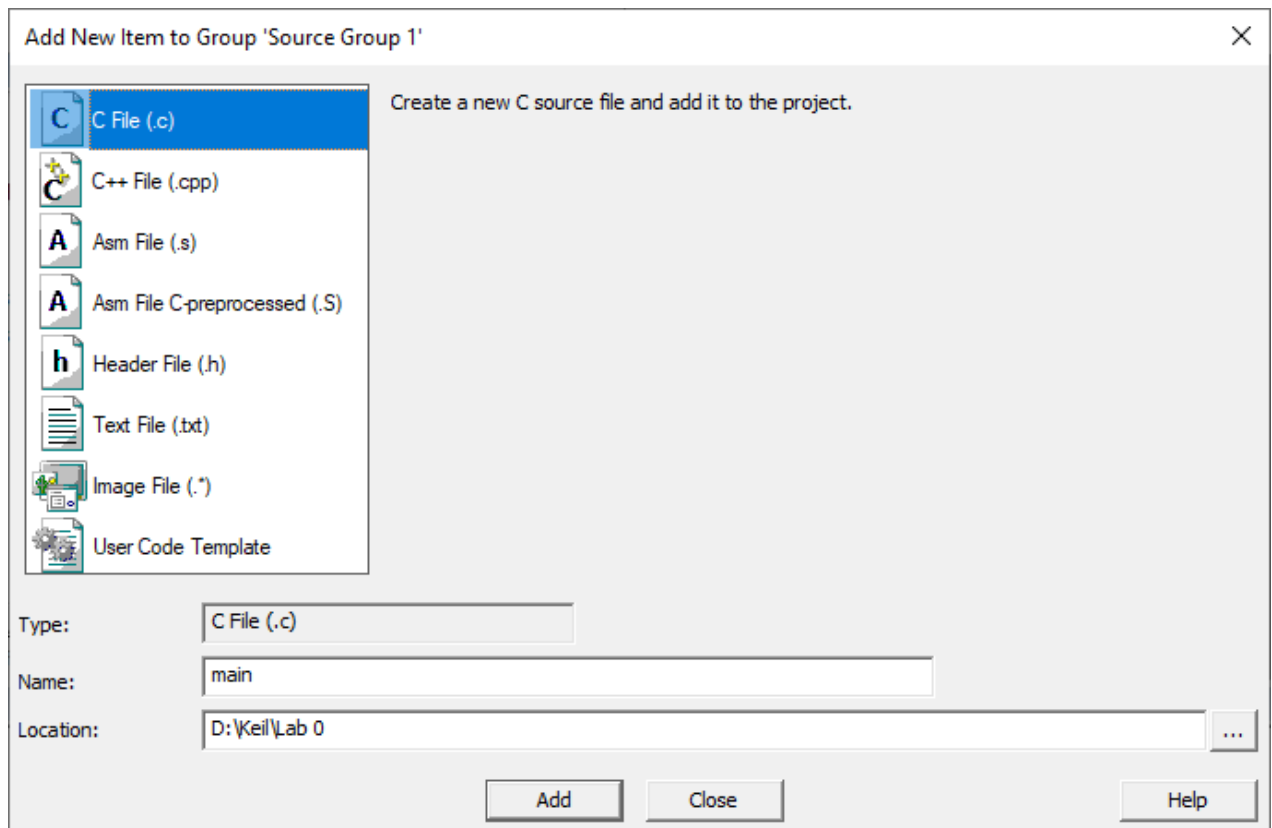 Add New Item to Group 'Source Group 1'
C
C File (.c)
Create a new C source file and add it to the project.
C
C++ File (.cpp)
A
Asm File (.s)
A
Asm File C-preprocessed (.S)
h
Header File (.h)
Text File (.txt)
Image File (.*)
User Code Template
Type:
C File (.c)
Name:
main
Location:
D:\Keil\Lab 0
...
Add
Close
Help